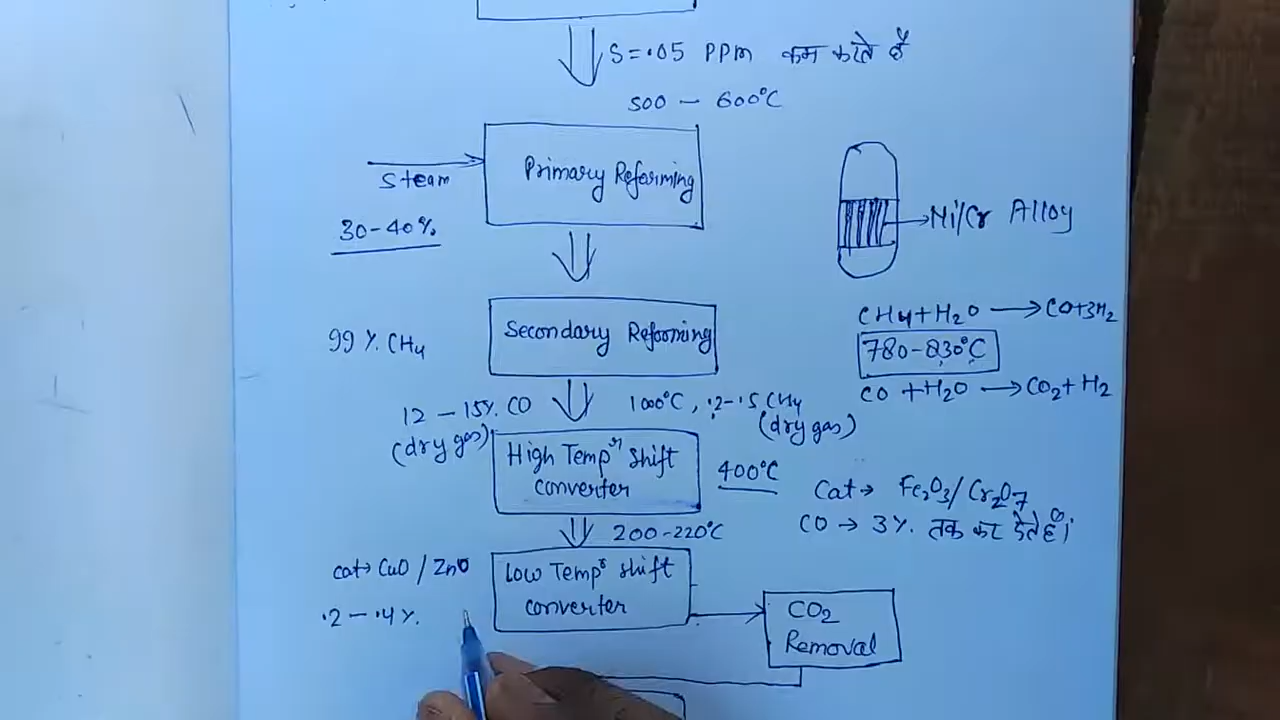 S=.05 PPM कम करते है
500 - 600°C
Steam
Primary Reforming
30-40%
Ni/Cr Alloy
Secondary Reforming
99 % CH4
CH4+H2O → CO+3H2
780-830°C
CO +H2O → CO2+H2
12 - 15% CO
(dry gas)
1000°C, .2-.5 CH4
(dry gas)
High Tempr shift
converter
400°C
Cat→ Fe2O3/Cr2O7
CO → 3%. तक कर देते है।
200-220°C
cat→ CuO / ZnO
.2-.4%.
Low Tempr shift
converter
CO2
Removal